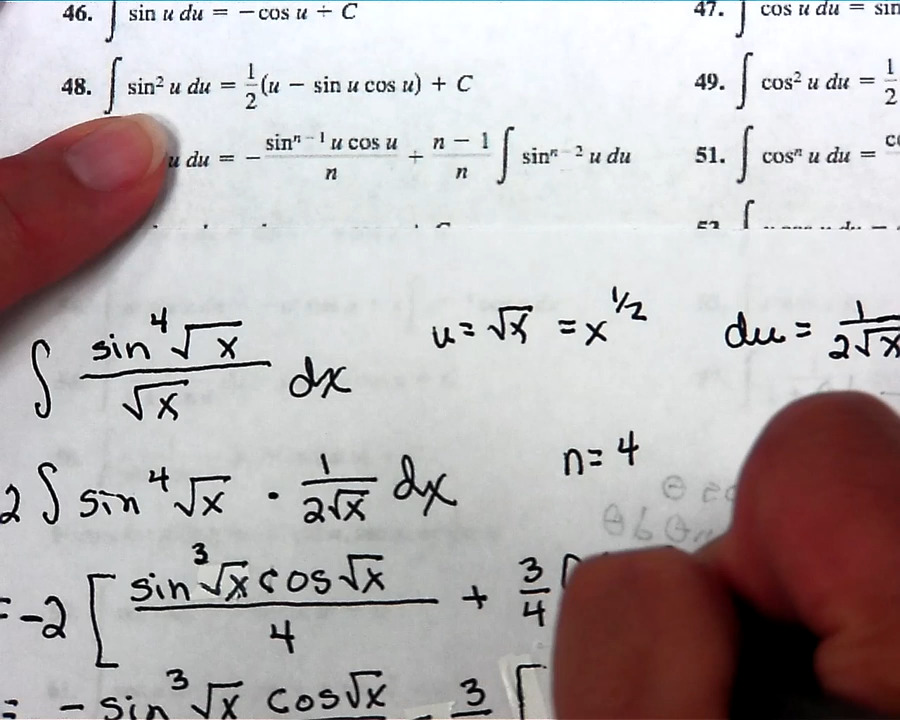 46. ∫ sin u du = −cos u + C 47. ∫ cos u du = sin
48. ∫ sin² u du = 1/2 (u − sin u cos u) + C 49. ∫ cos² u du = 1/2
u du = − sinⁿ⁻¹ u cos u / n + n − 1 / n ∫ sinⁿ⁻² u du 51. ∫ cosⁿ u du =
∫ sin⁴√x / √x dx u = √x = x^1/2 du = 1 / 2√x
2 ∫ sin⁴ √x · 1 / 2√x dx n = 4
= −2 [ sin³ √x cos √x / 4 + 3/4
= − sin³ √x cos √x 3 [